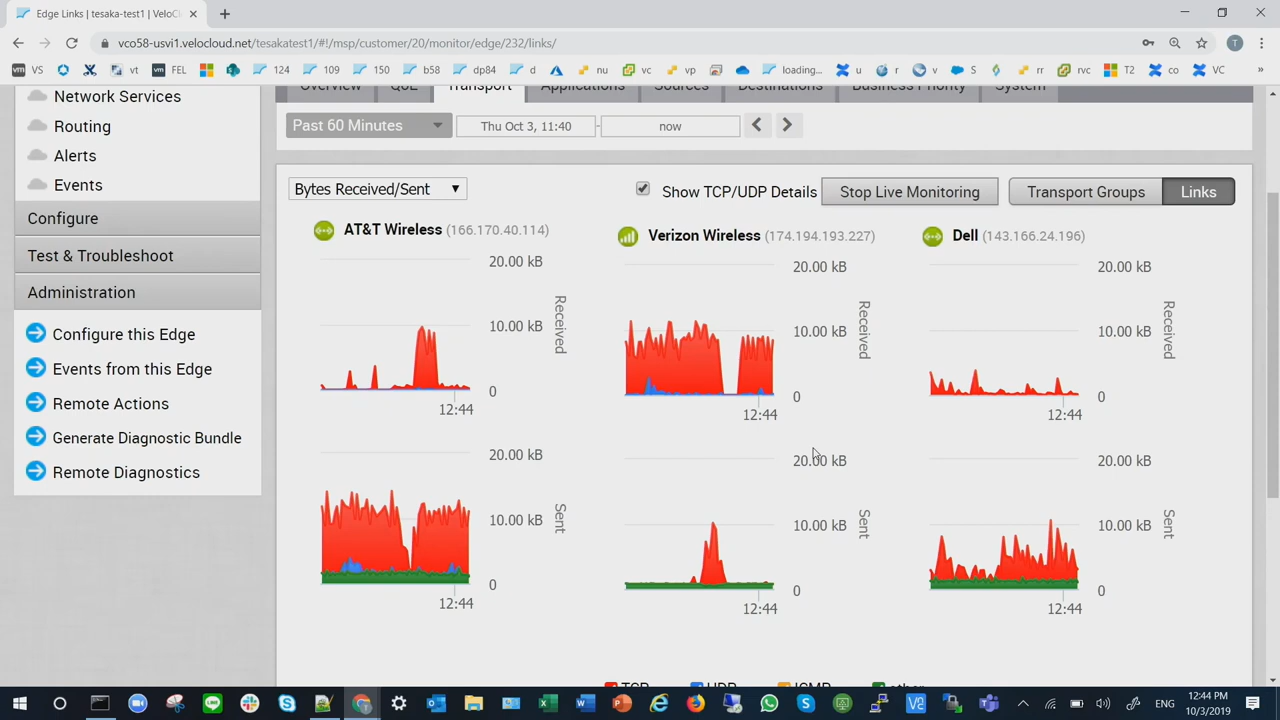 Edge Links | tesaka-test1 | VeloCl
vco58-usvi1.velocloud.net/tesakatest1/#!/msp/customer/20/monitor/edge/232/links/
VS vt FEL 124 109 150 b58 dp84 d nu vc vp loading... u r v S rr rvc T2 co VC »
Network Services
Routing
Alerts
Events
Configure
Test & Troubleshoot
Administration
Configure this Edge
Events from this Edge
Remote Actions
Generate Diagnostic Bundle
Remote Diagnostics
Overview QoE Transport Applications Sources Destinations Business Priority System
Past 60 Minutes Thu Oct 3, 11:40 - now
Bytes Received/Sent Show TCP/UDP Details Stop Live Monitoring Transport Groups Links
AT&T Wireless (166.170.40.114)
20.00 kB
10.00 kB
0
Received
12:44
20.00 kB
10.00 kB
0
Sent
12:44
Verizon Wireless (174.194.193.227)
20.00 kB
10.00 kB
0
Received
12:44
20.00 kB
10.00 kB
0
Sent
12:44
Dell (143.166.24.196)
20.00 kB
10.00 kB
0
Received
12:44
20.00 kB
10.00 kB
0
Sent
12:44
TCP UDP ICMP other
ENG
12:44 PM
10/3/2019